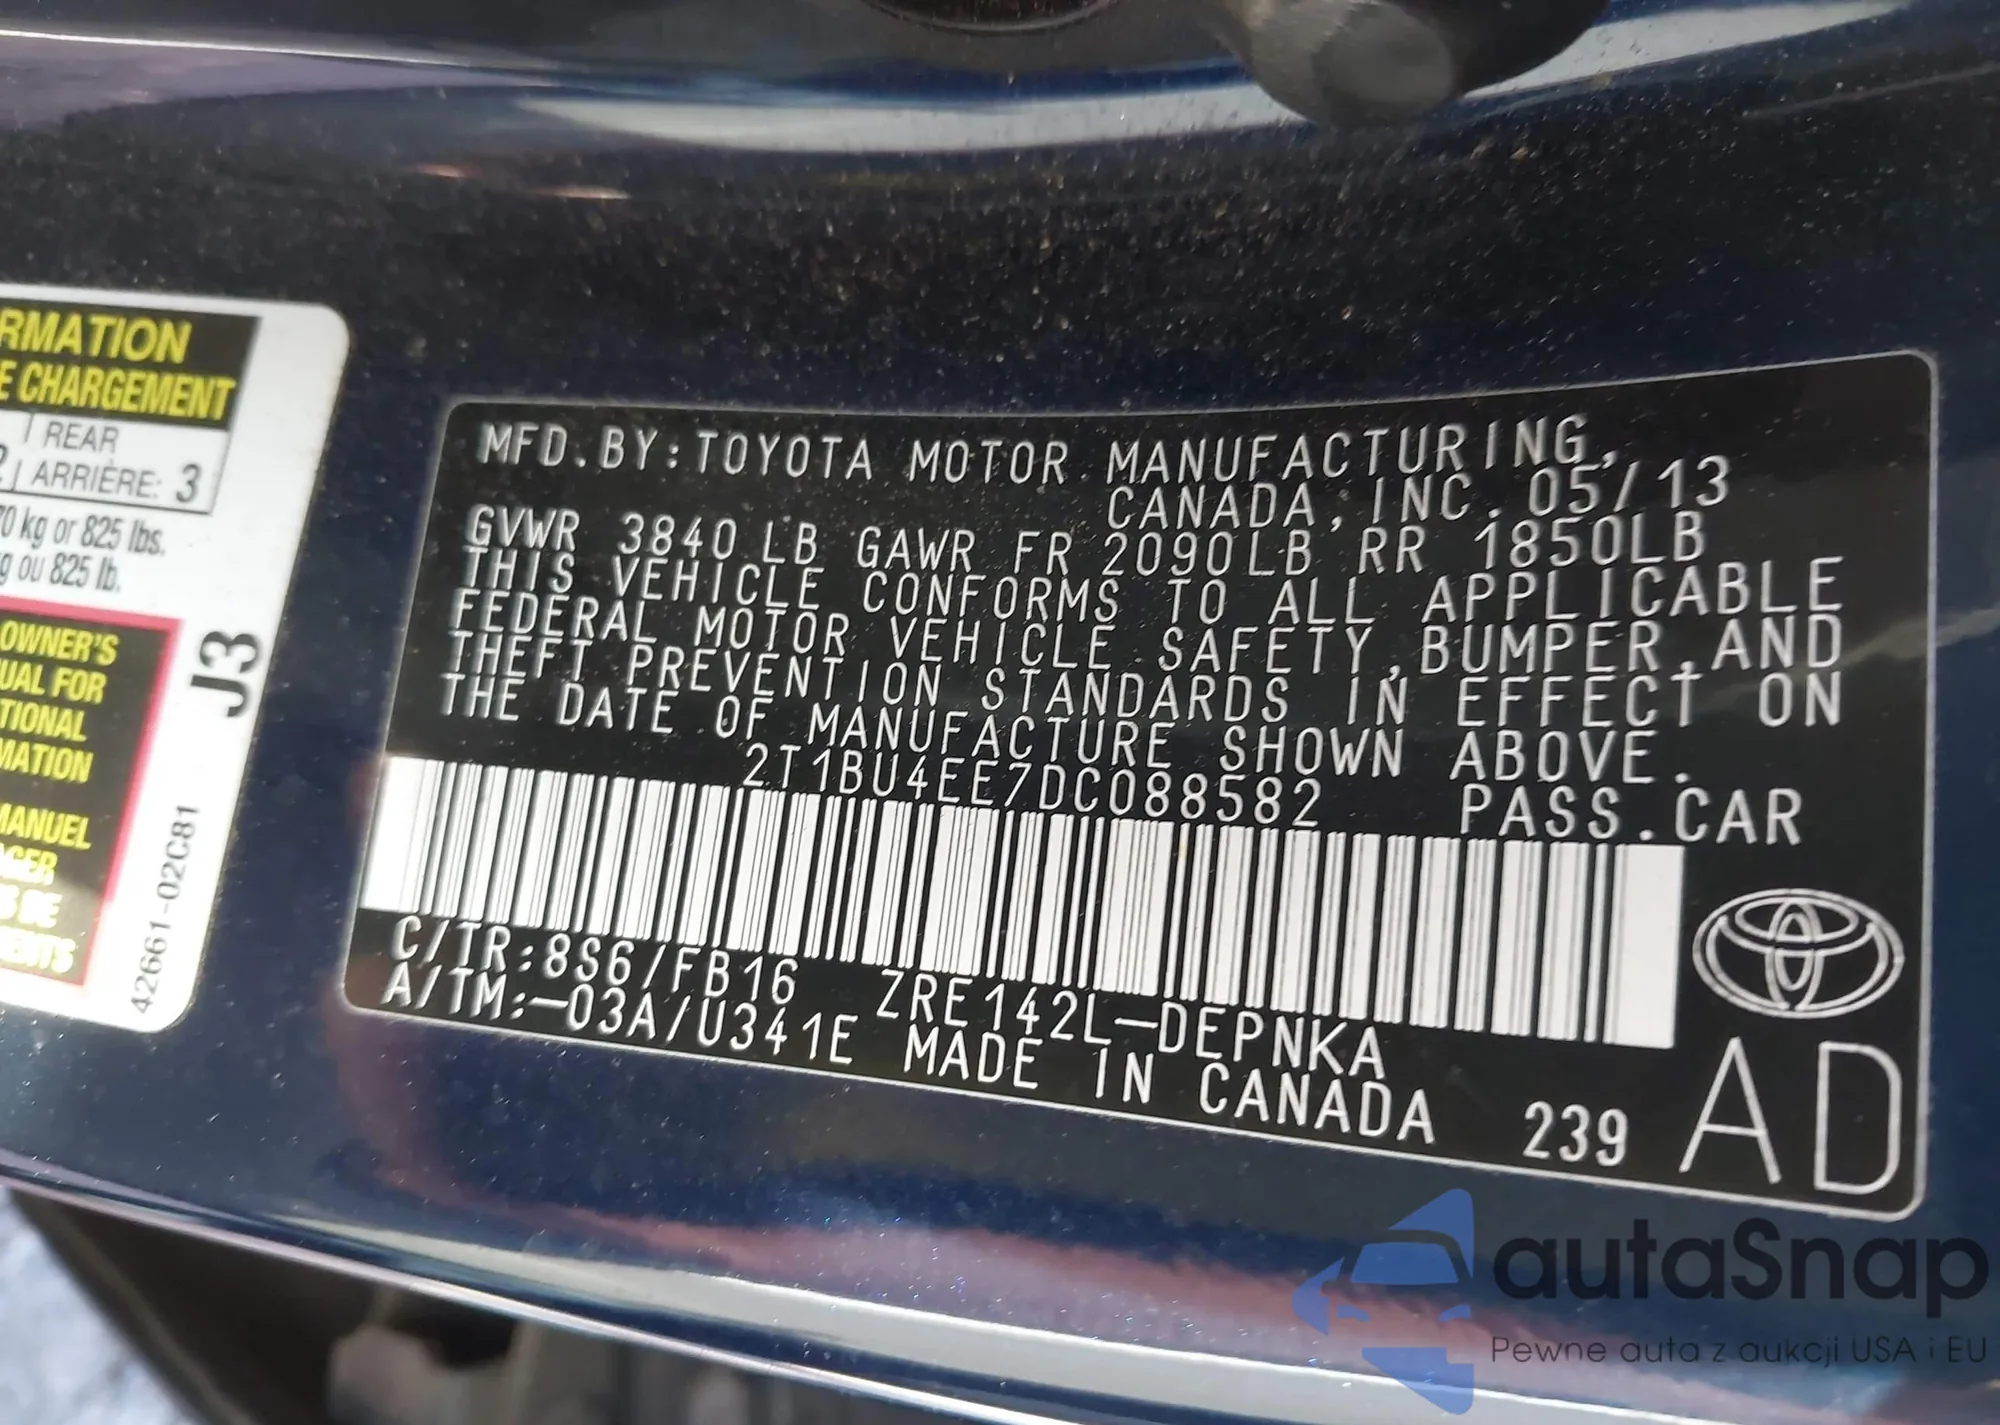 RMATION
E CHARGEMENT
REAR
ARRIÈRE: 3
70 kg or 825 lbs.
g ou 825 lb.
OWNER'S
UAL FOR
TIONAL
MATION
MANUEL
J3
42661-02C81
MFD.BY:TOYOTA MOTOR MANUFACTURING,
CANADA,INC.05/13
GVWR 3840LB GAWR FR 2090LB RR 1850LB
THIS VEHICLE CONFORMS TO ALL APPLICABLE
FEDERAL MOTOR VEHICLE SAFETY,BUMPER,AND
THEFT PREVENTION STANDARDS IN EFFECT ON
THE DATE OF MANUFACTURE SHOWN ABOVE.
2T1BU4EE7DC088582 PASS.CAR
C/TR:8S6/FB16 ZRE142L-DEPNKA
A/TM:-03A/U341E MADE IN CANADA
239
AD
autaSnap
Pewne auta z aukcji USA i EU